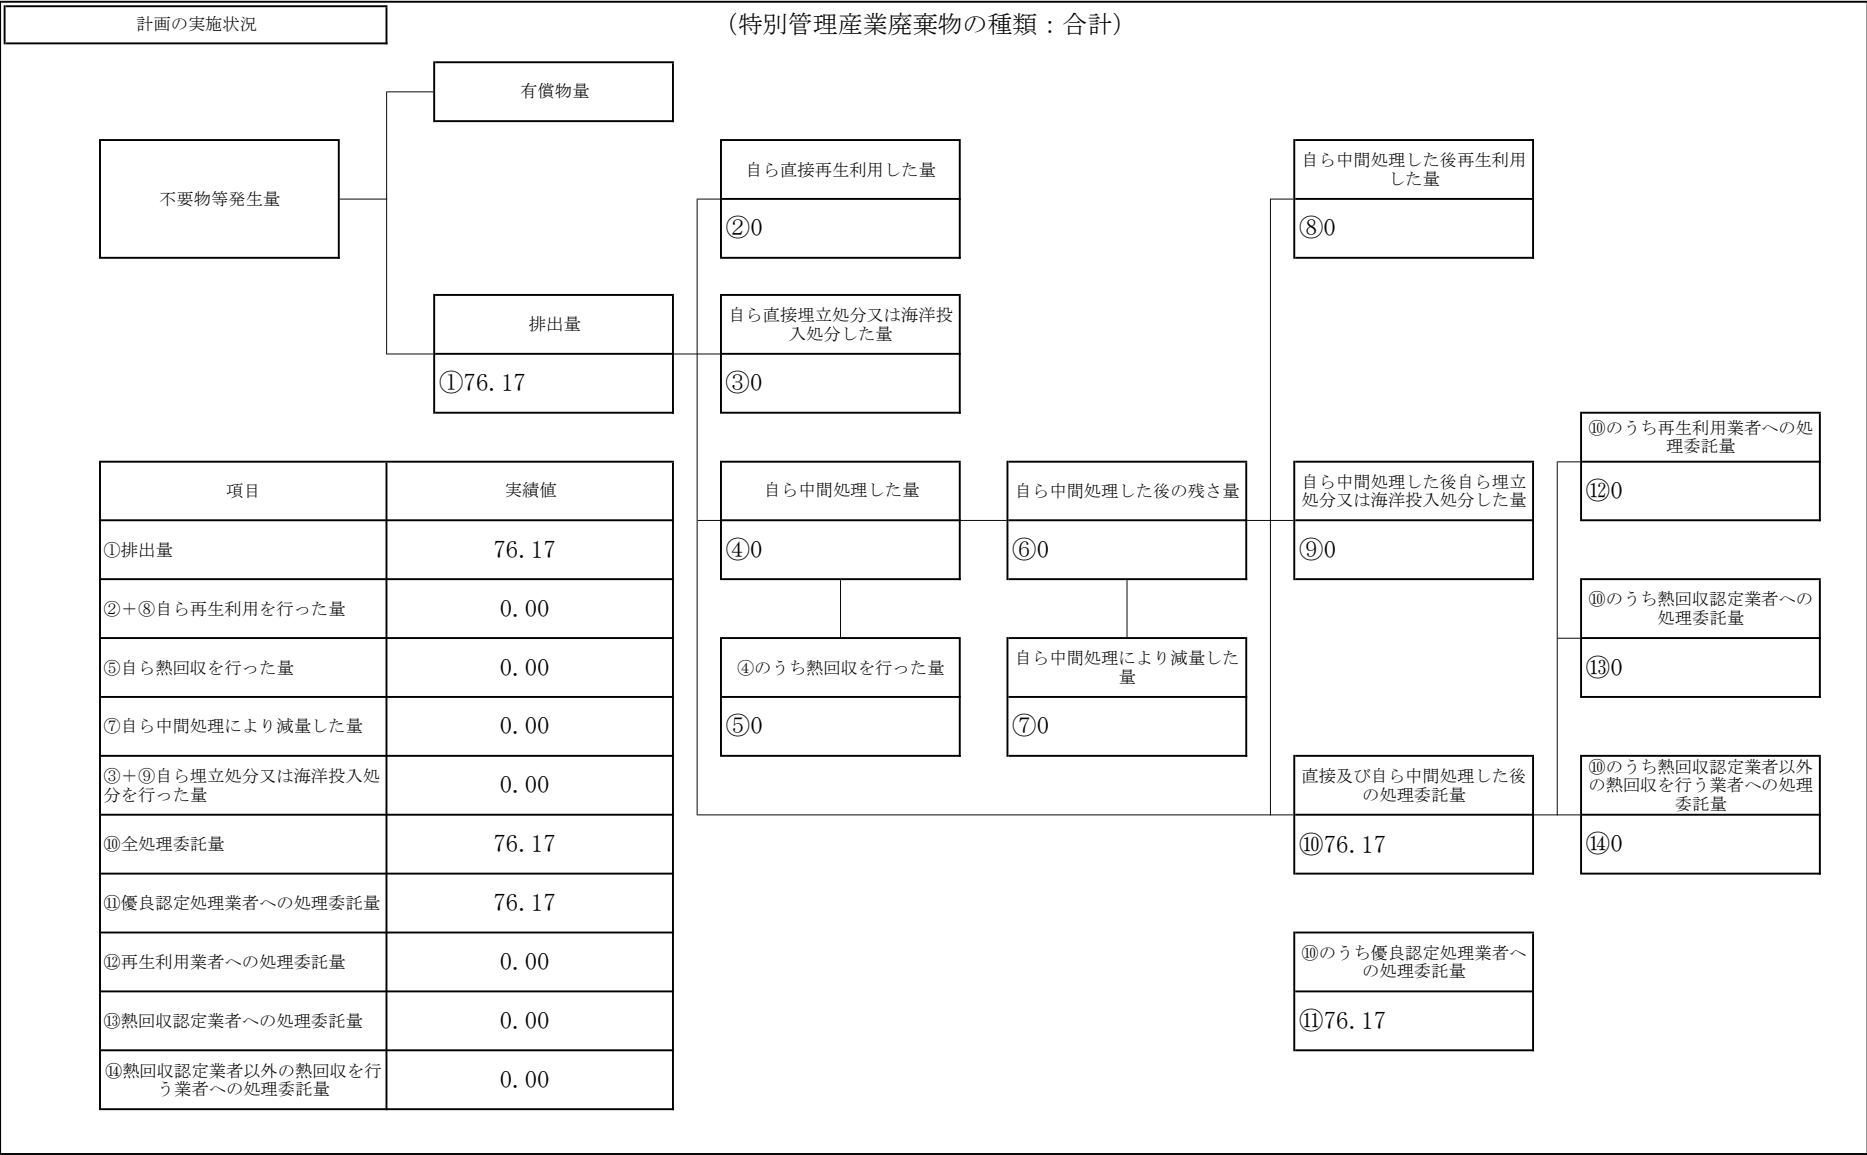 計画の実施状況
（特別管理産業廃棄物の種類：合計）
有償物量
不要物等発生量
排出量
①76.17
自ら直接再生利用した量
②0
自ら直接埋立処分又は海洋投
入処分した量
③0
自ら中間処理した後再生利用
した量
⑧0
項目
実績値
①排出量
76.17
②＋⑧自ら再生利用を行った量
0.00
⑤自ら熱回収を行った量
0.00
⑦自ら中間処理により減量した量
0.00
③＋⑨自ら埋立処分又は海洋投入処
分を行った量
0.00
⑩全処理委託量
76.17
⑪優良認定処理業者への処理委託量
76.17
⑫再生利用業者への処理委託量
0.00
⑬熱回収認定業者への処理委託量
0.00
⑭熱回収認定業者以外の熱回収を行
う業者への処理委託量
0.00
自ら中間処理した量
④0
④のうち熱回収を行った量
⑤0
自ら中間処理した後の残さ量
⑥0
自ら中間処理により減量した
量
⑦0
自ら中間処理した後自ら埋立
処分又は海洋投入処分した量
⑨0
直接及び自ら中間処理した後
の処理委託量
⑩76.17
⑩のうち優良認定処理業者へ
の処理委託量
⑪76.17
⑩のうち再生利用業者への処
理委託量
⑫0
⑩のうち熱回収認定業者への
処理委託量
⑬0
⑩のうち熱回収認定業者以外
の熱回収を行う業者への処理
委託量
⑭0